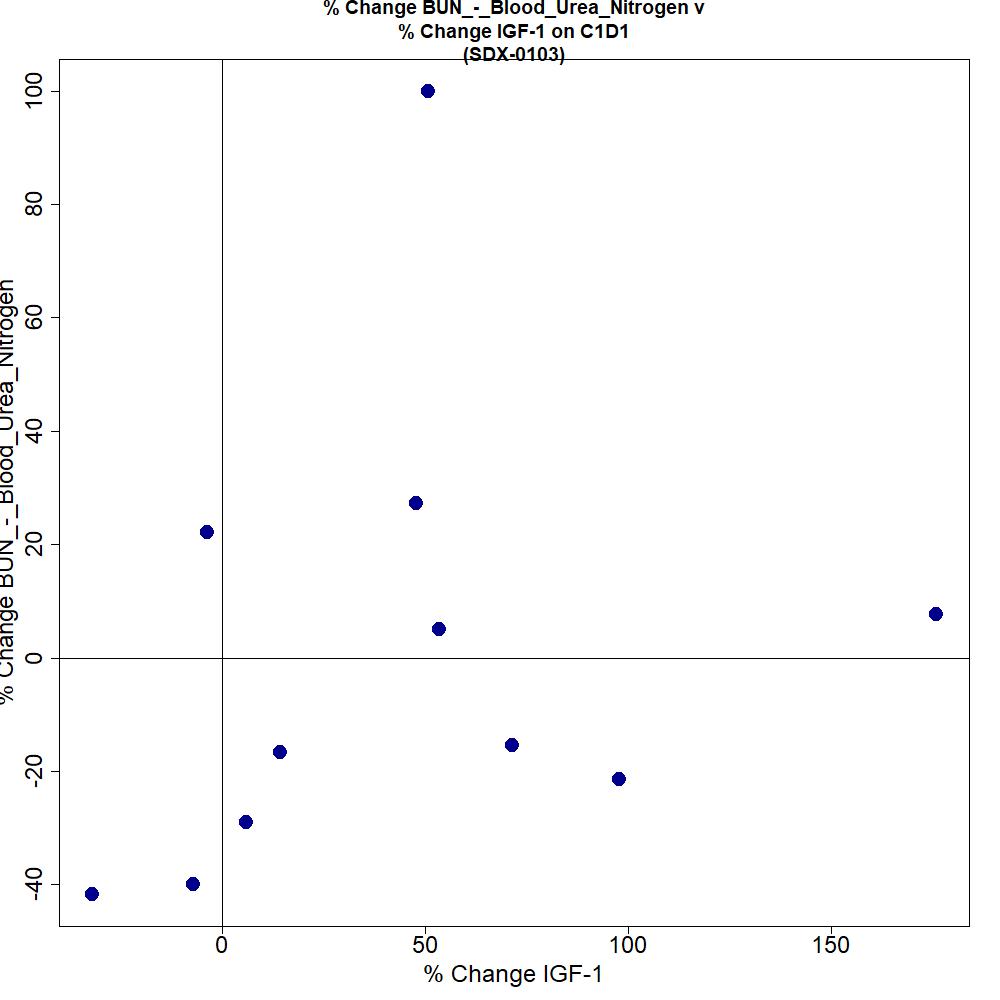 % Change BUN_-_Blood_Urea_Nitrogen v
% Change IGF-1 on C1D1
(SDX-0103)
% Change BUN_-_Blood_Urea_Nitrogen
100
80
60
40
20
0
-20
-40
0 50 100 150
% Change IGF-1